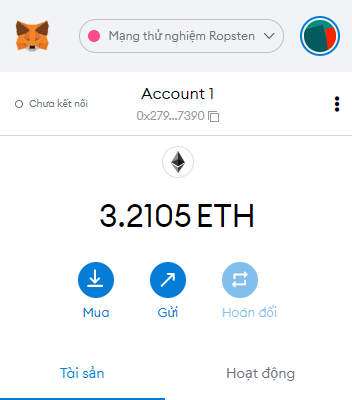 Mạng thử nghiệm Ropsten
Chưa kết nối
Account 1
0x279...7390
3.2105 ETH
Mua Gửi Hoán đổi
Tài sản Hoạt động